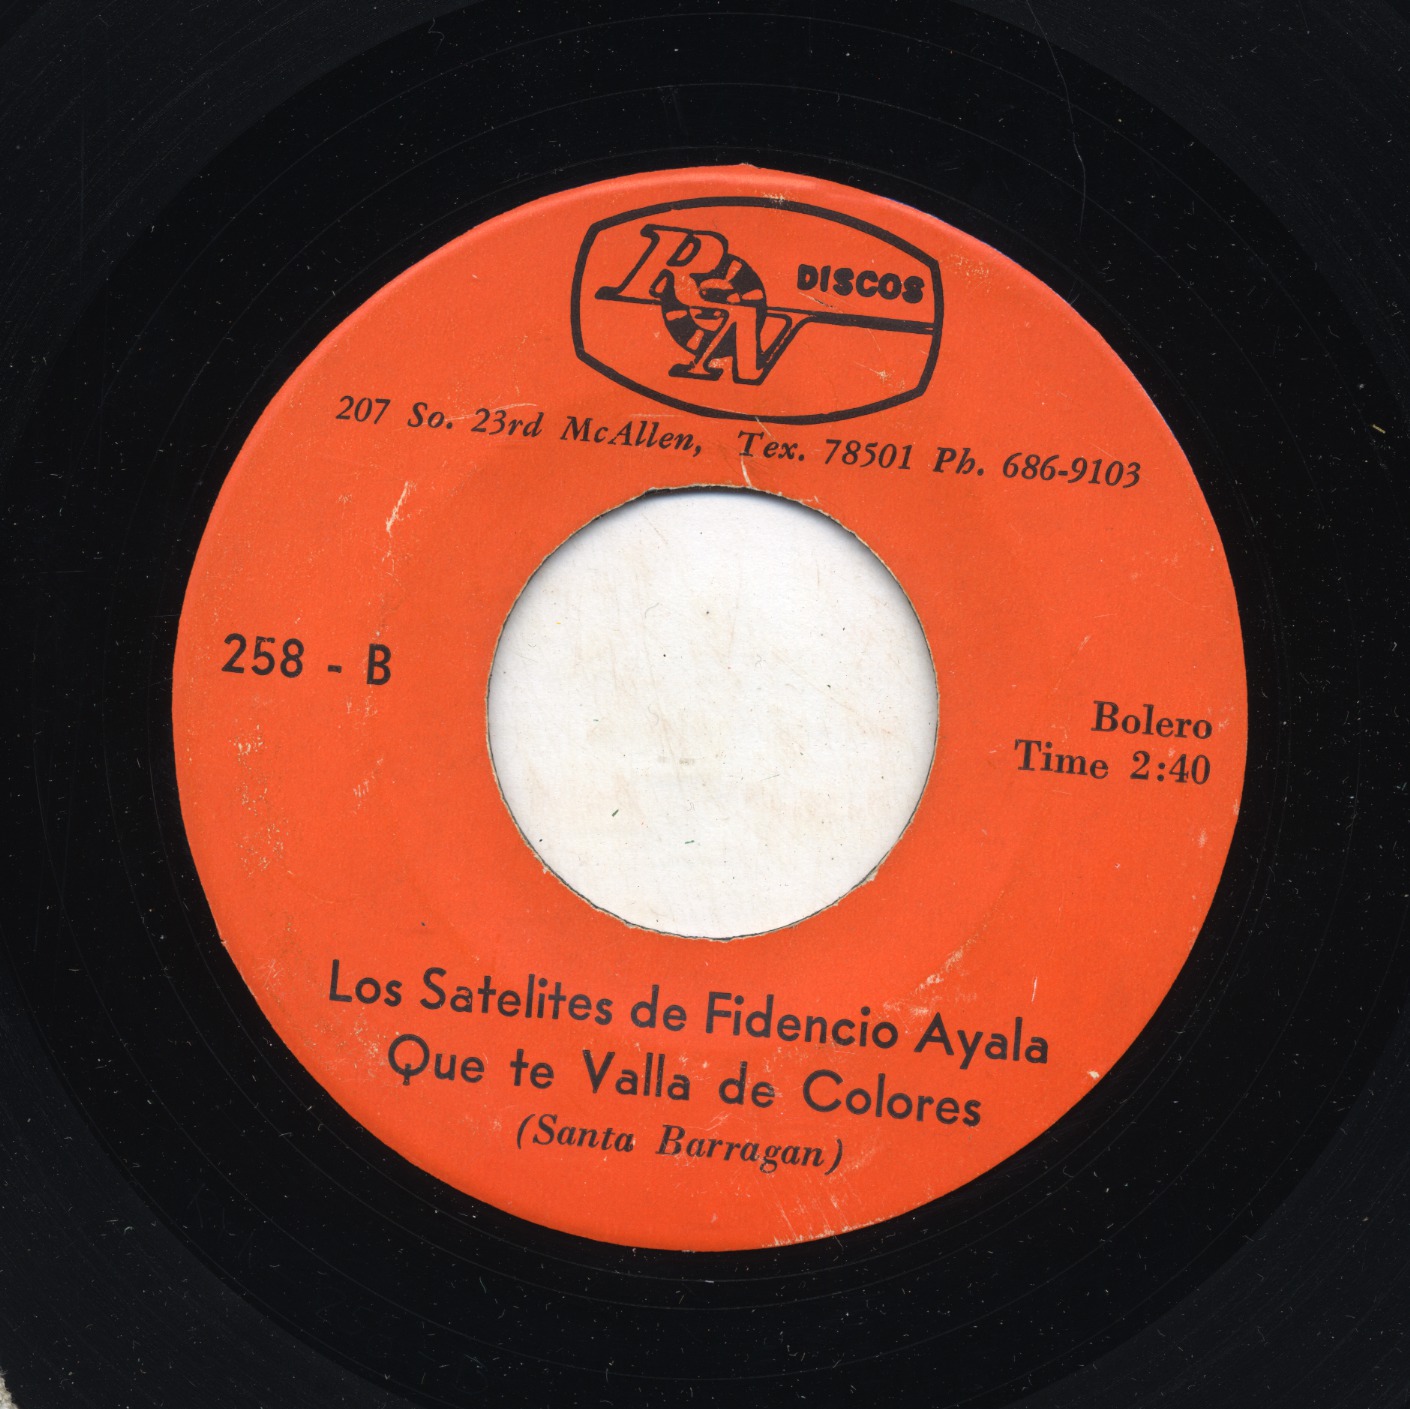 RCN DISCOS
207 So. 23rd McAllen, Tex. 78501 Ph. 686-9103
258 - B
Bolero
Time 2:40
Los Satelites de Fidencio Ayala
Que te Valla de Colores
(Santa Barragan)